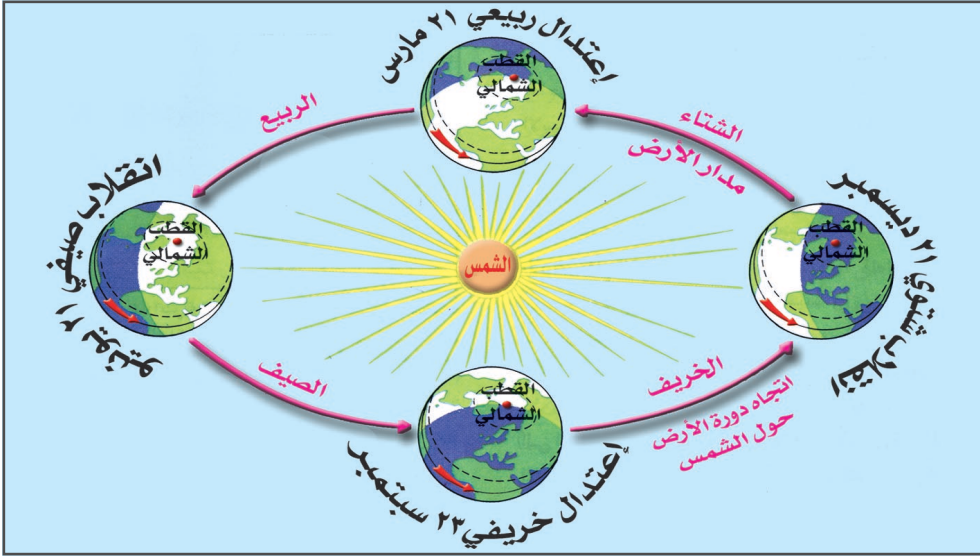 إعتدال ربيعي ٢١ مارس
القطب
الشمالي
الربيع
الشتاء
مدار الأرض
انقلاب صيفي ٢١ يونيو
القطب
الشمالي
الشمس
انقلاب شتوي ٢١ ديسمبر
القطب
الشمالي
الصيف
الخريف
اتجاه دورة الأرض
حول الشمس
القطب
الشمالي
إعتدال خريفي ٢٣ سبتمبر